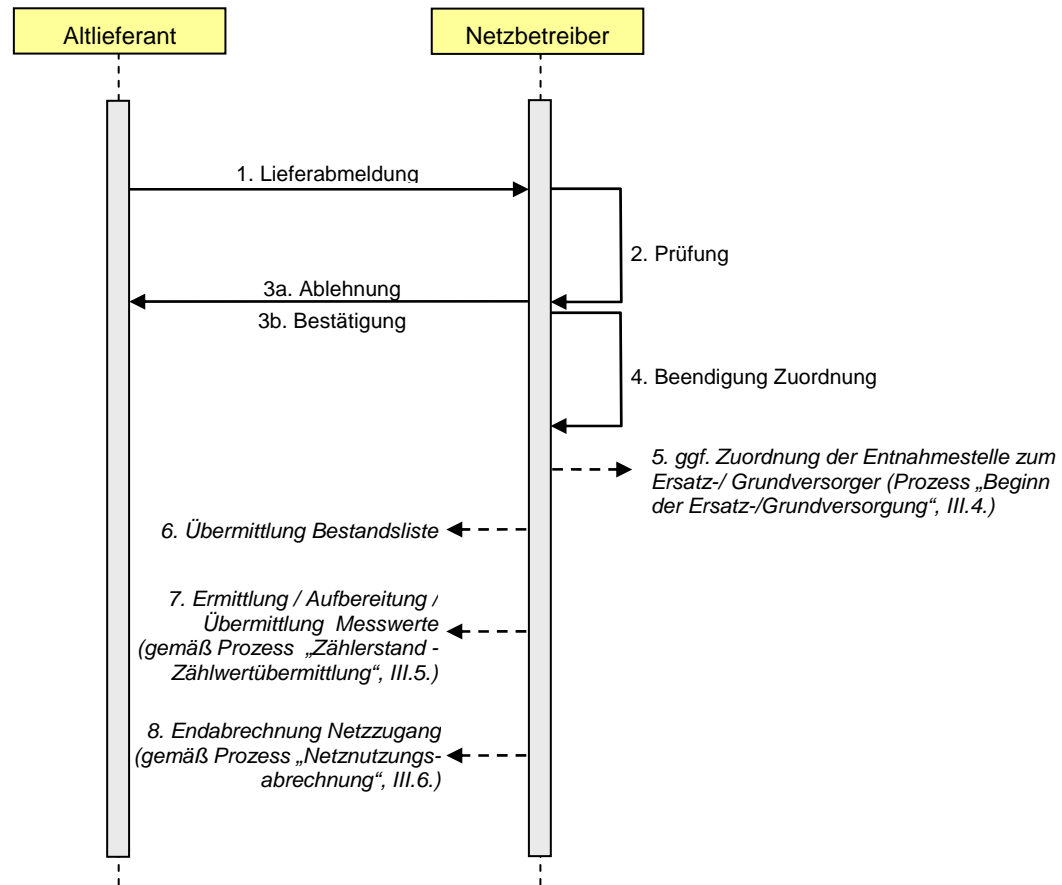 Altlieferant
Netzbetreiber
1. Lieferabmeldung
2. Prüfung
3a. Ablehnung
3b. Bestätigung
4. Beendigung Zuordnung
5. ggf. Zuordnung der Entnahmestelle zum
Ersatz-/ Grundversorger (Prozess „Beginn
der Ersatz-/Grundversorgung“, III.4.)
6. Übermittlung Bestandsliste
7. Ermittlung / Aufbereitung /
Übermittlung Messwerte
(gemäß Prozess „Zählerstand -
Zählwertübermittlung“, III.5.)
8. Endabrechnung Netzzugang
(gemäß Prozess „Netznutzungs-
abrechnung“, III.6.)